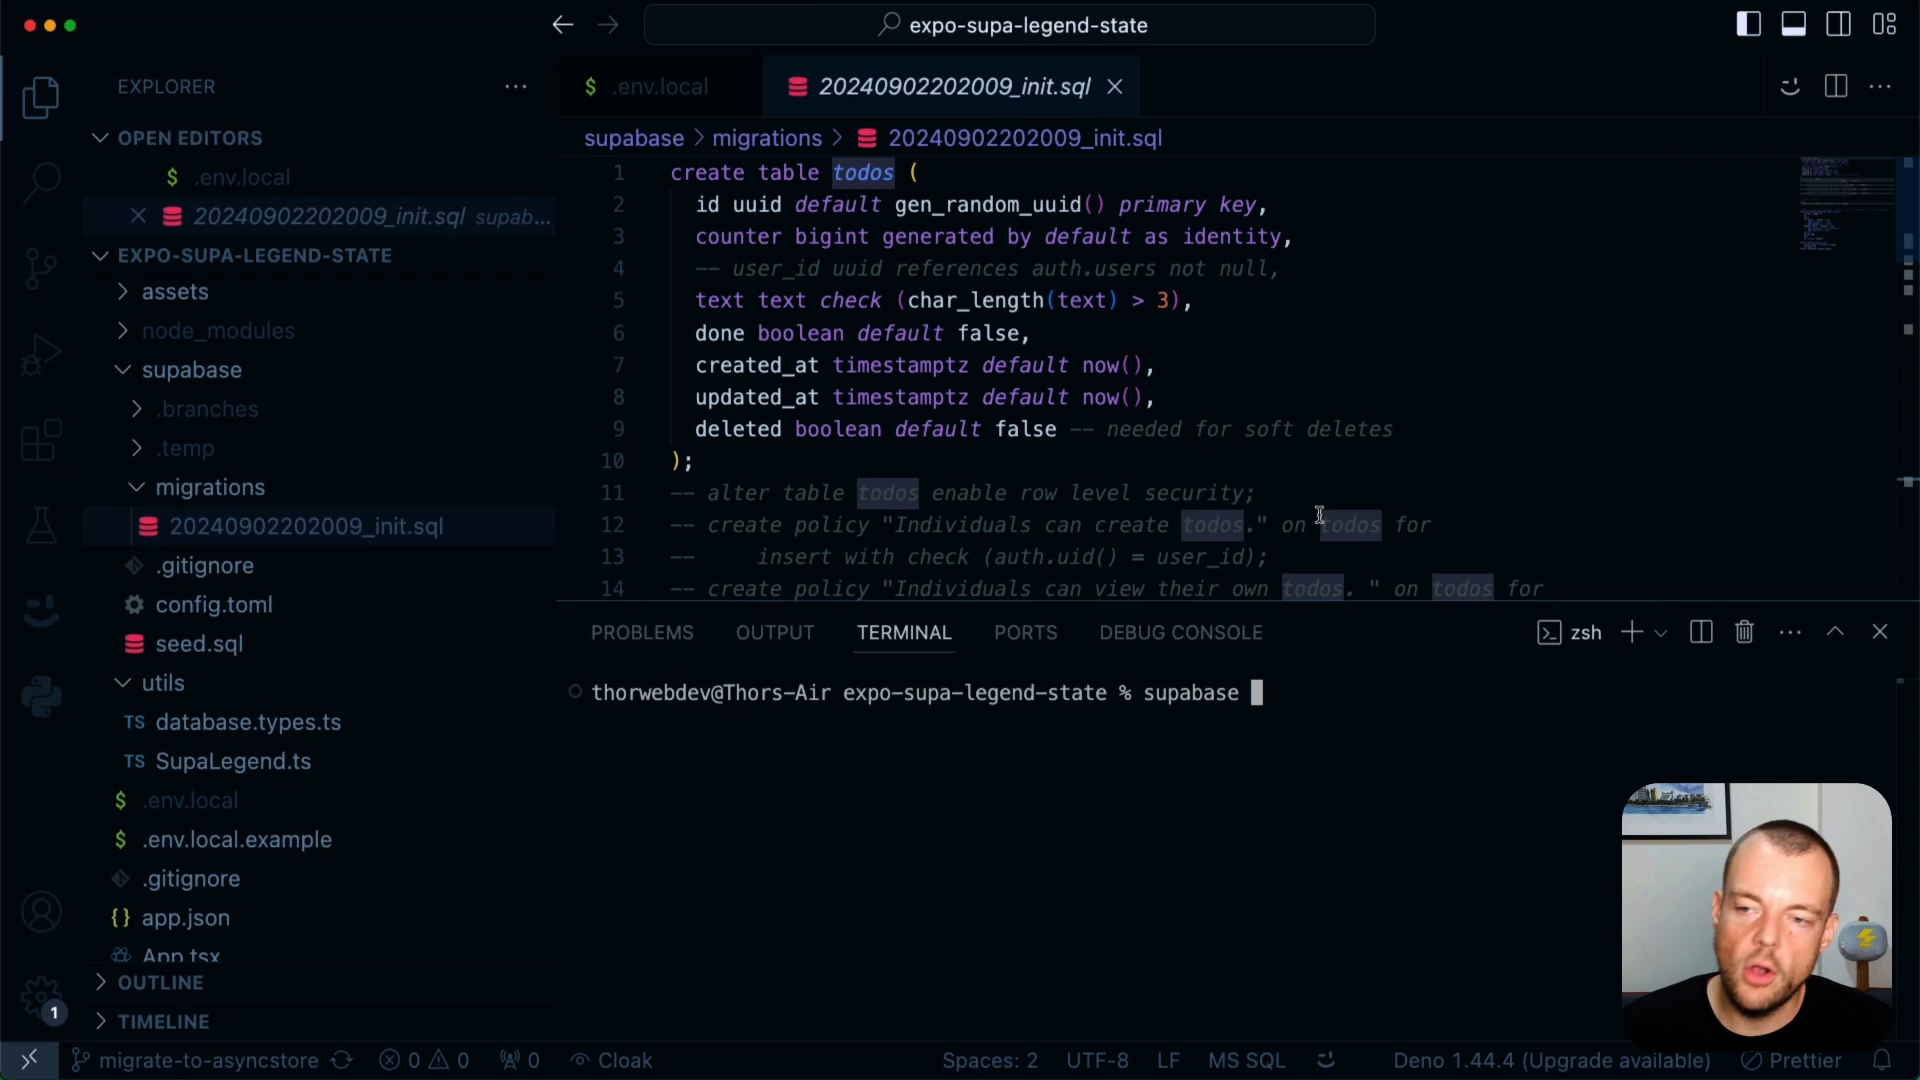 expo-supa-legend-state
EXPLORER
OPEN EDITORS
$ .env.local
20240902202009_init.sql supab...
EXPO-SUPA-LEGEND-STATE
assets
node_modules
supabase
.branches
.temp
migrations
20240902202009_init.sql
.gitignore
config.toml
seed.sql
utils
TS database.types.ts
TS SupaLegend.ts
$ .env.local
$ .env.local.example
.gitignore
{} app.json
App.tsx
OUTLINE
TIMELINE
1
$ .env.local
20240902202009_init.sql
supabase > migrations > 20240902202009_init.sql
1 create table todos (
2 id uuid default gen_random_uuid() primary key,
3 counter bigint generated by default as identity,
4 -- user_id uuid references auth.users not null,
5 text text check (char_length(text) > 3),
6 done boolean default false,
7 created_at timestamptz default now(),
8 updated_at timestamptz default now(),
9 deleted boolean default false -- needed for soft deletes
10 );
11 -- alter table todos enable row level security;
12 -- create policy "Individuals can create todos." on todos for
13 --     insert with check (auth.uid() = user_id);
14 -- create policy "Individuals can view their own todos. " on todos for
PROBLEMS OUTPUT TERMINAL PORTS DEBUG CONSOLE
zsh
thorwebdev@Thors-Air expo-supa-legend-state % supabase
migrate-to-asyncstore 0 0 0 Cloak Spaces: 2 UTF-8 LF MS SQL Deno 1.44.4 (Upgrade available) Prettier